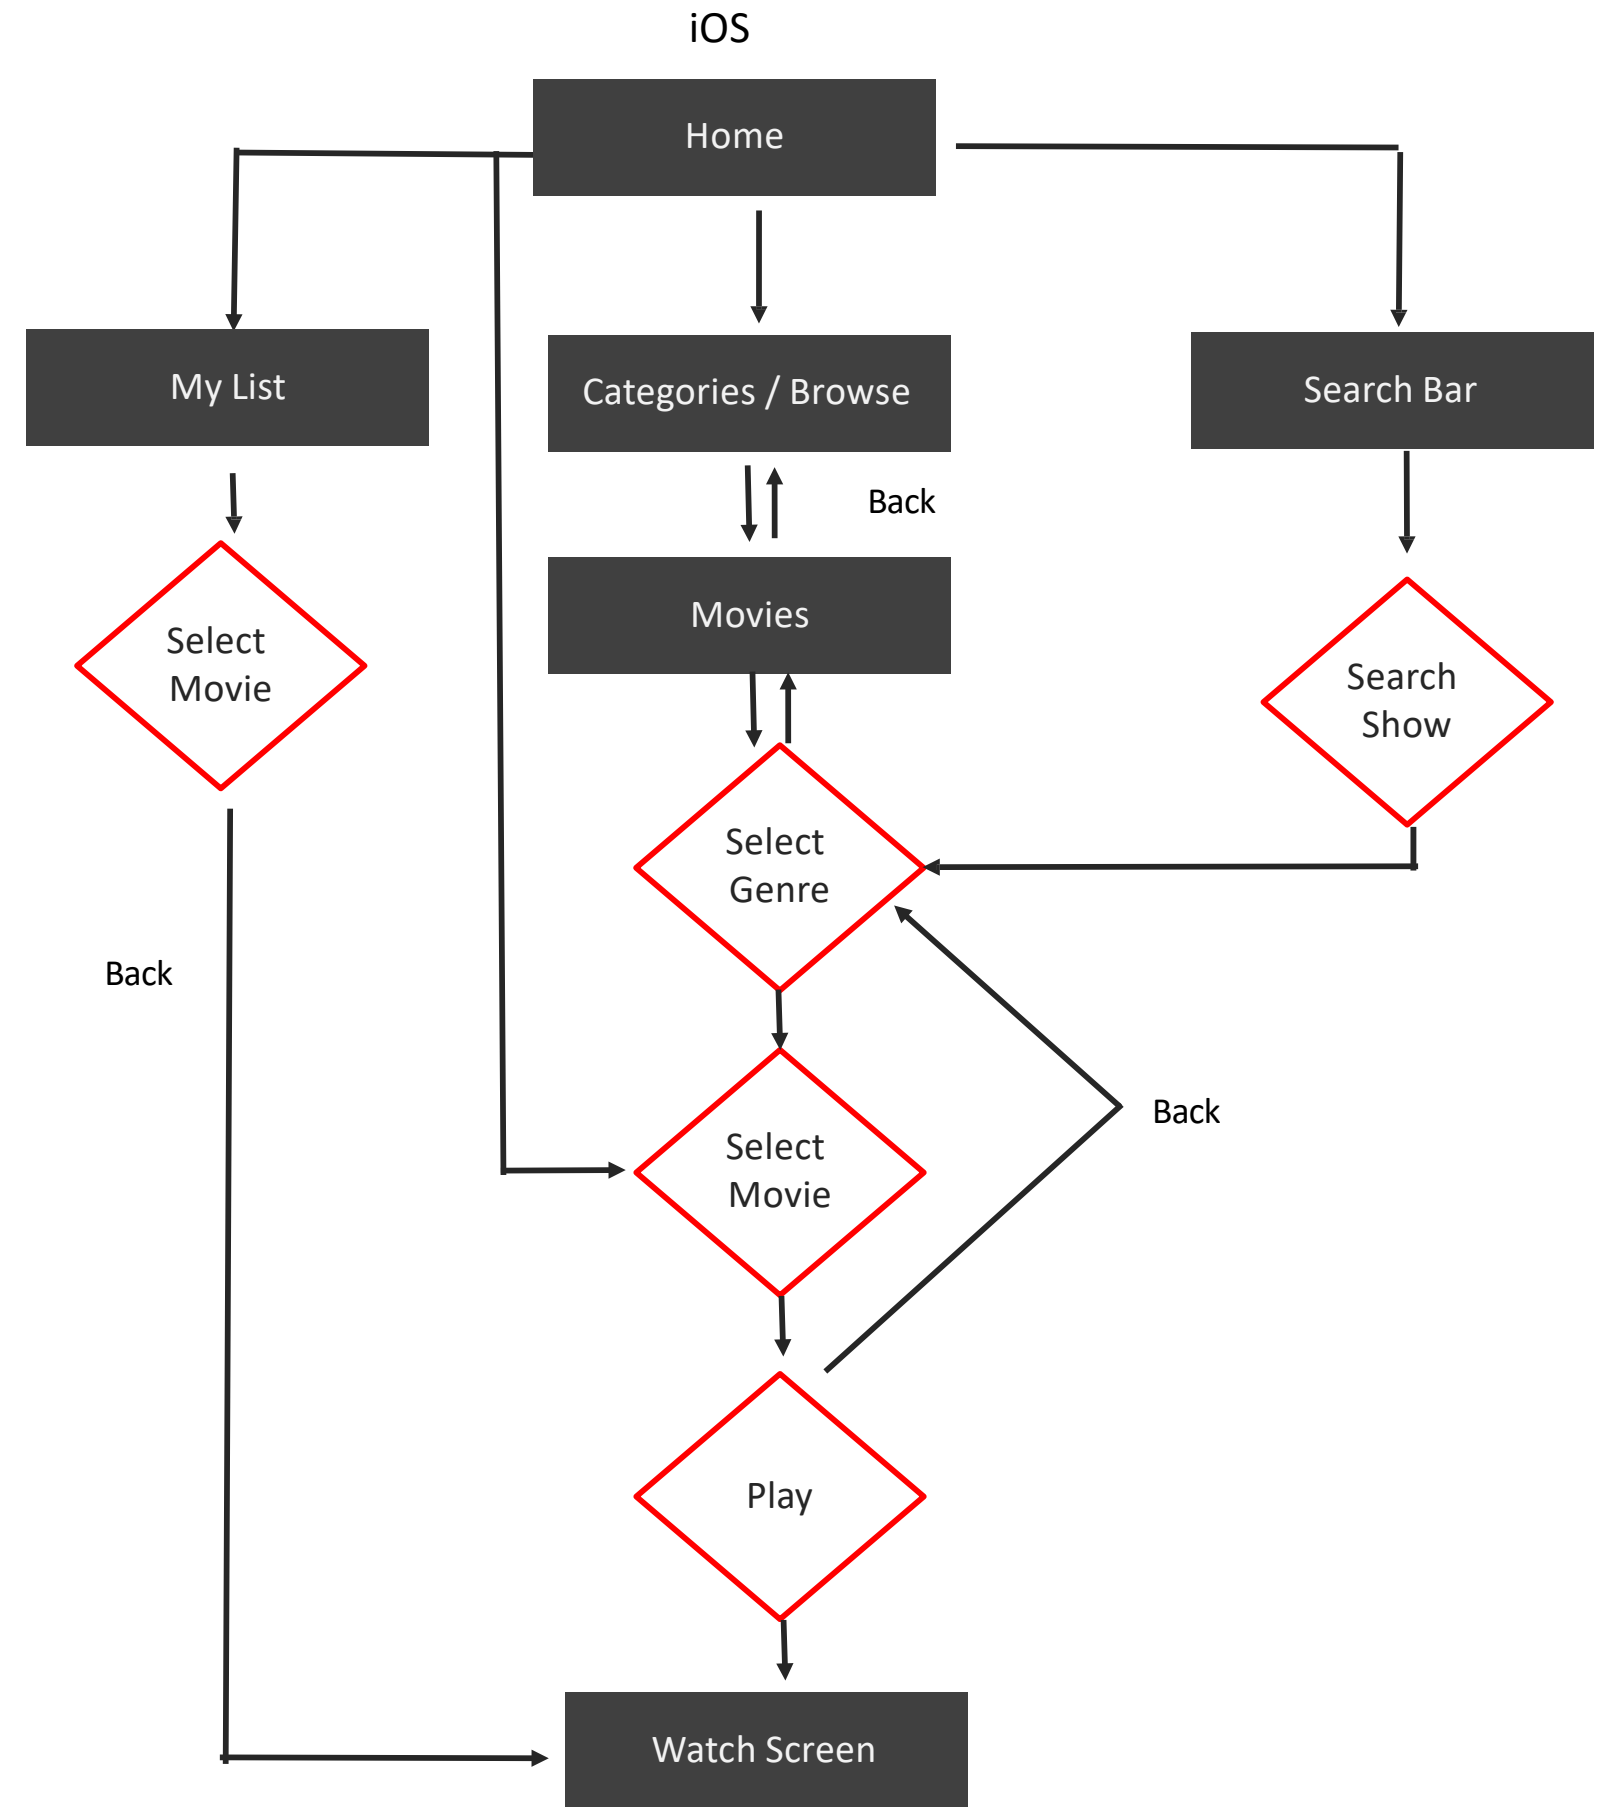 iOS
Home
My List
Categories / Browse
Search Bar
Back
Movies
Select
Movie
Search
Show
Select
Genre
Back
Select
Movie
Back
Play
Watch Screen